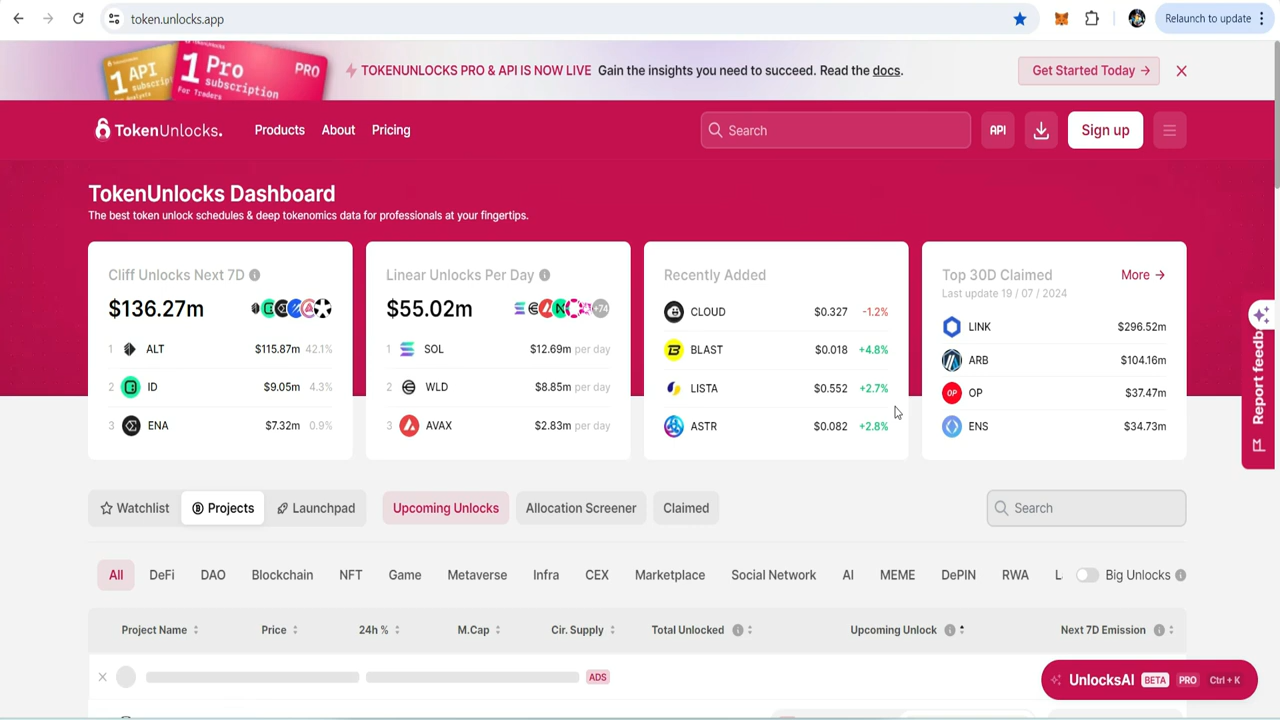 token.unlocks.app
Relaunch to update
1 API
subscription
For Analysts
TokenUnlocks
1 Pro
subscription
For Traders
PRO
TOKENUNLOCKS PRO & API IS NOW LIVE Gain the insights you need to succeed. Read the docs.
Get Started Today →
TokenUnlocks.
Products
About
Pricing
Search
API
Sign up
TokenUnlocks Dashboard
The best token unlock schedules & deep tokenomics data for professionals at your fingertips.
Cliff Unlocks Next 7D
$136.27m
1 ALT $115.87m 42.1%
2 ID $9.05m 4.3%
3 ENA $7.32m 0.9%
Linear Unlocks Per Day
$55.02m
+74
1 SOL $12.69m per day
2 WLD $8.85m per day
3 AVAX $2.83m per day
Recently Added
CLOUD $0.327 -1.2%
BLAST $0.018 +4.8%
LISTA $0.552 +2.7%
ASTR $0.082 +2.8%
Top 30D Claimed More →
Last update 19 / 07 / 2024
LINK $296.52m
ARB $104.16m
OP OP $37.47m
ENS $34.73m
Report feedb
Watchlist Projects Launchpad Upcoming Unlocks Allocation Screener Claimed Search
All DeFi DAO Blockchain NFT Game Metaverse Infra CEX Marketplace Social Network AI MEME DePIN RWA L Big Unlocks
Project Name Price 24h % M.Cap Cir. Supply Total Unlocked Upcoming Unlock Next 7D Emission
ADS
UnlocksAI BETA PRO Ctrl + K